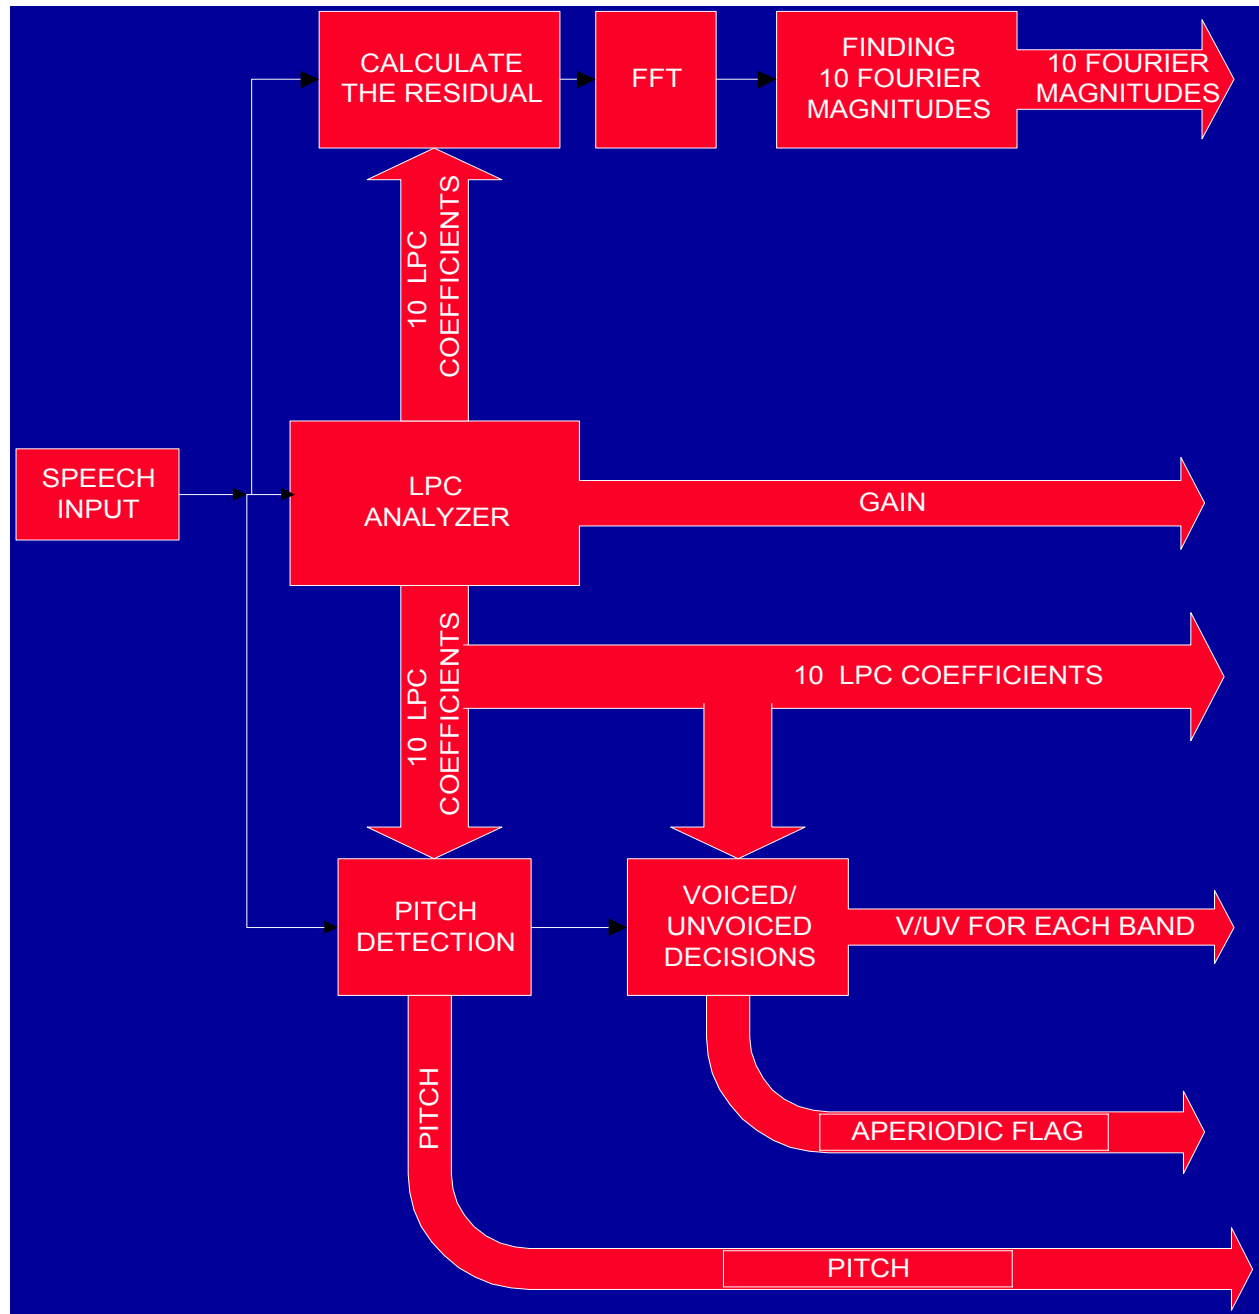 CALCULATE
THE RESIDUAL
FFT
FINDING
10 FOURIER
MAGNITUDES
10 FOURIER
MAGNITUDES
10 LPC
COEFFICIENTS
SPEECH
INPUT
LPC
ANALYZER
GAIN
10 LPC
COEFFICIENTS
10 LPC COEFFICIENTS
PITCH
DETECTION
VOICED/
UNVOICED
DECISIONS
V/UV FOR EACH BAND
PITCH
APERIODIC FLAG
PITCH